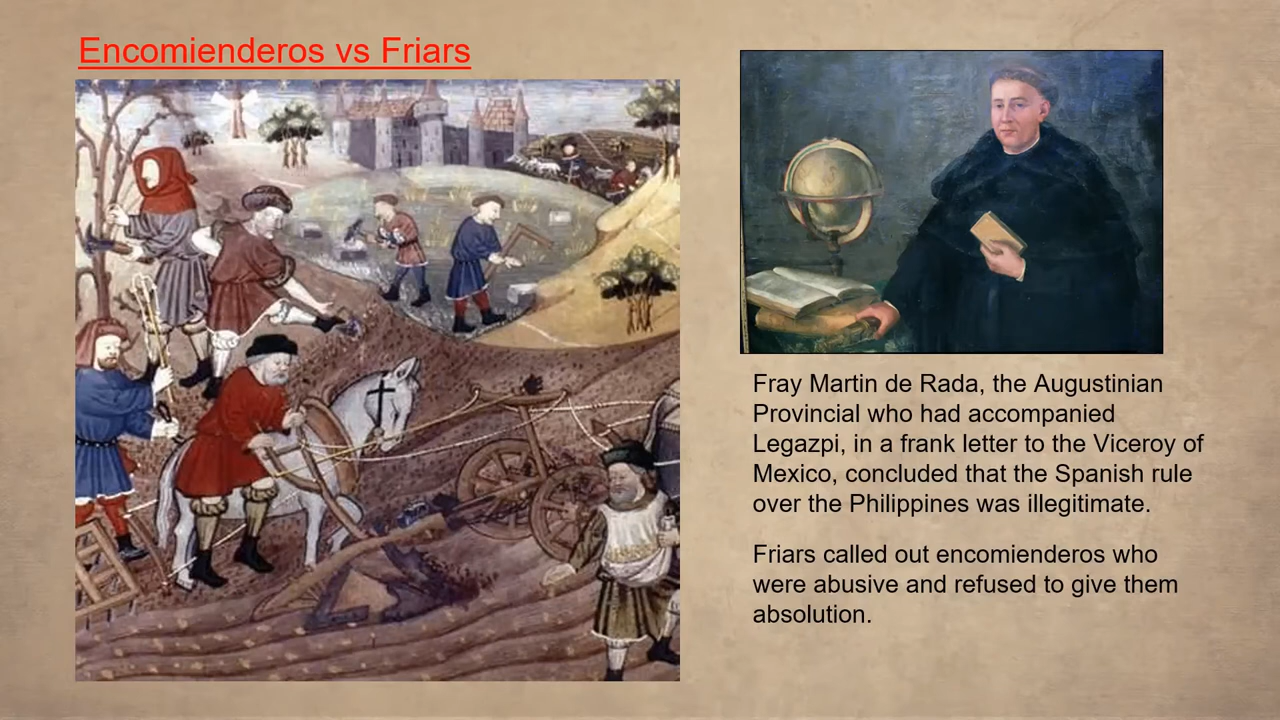 Encomienderos vs Friars
Fray Martin de Rada, the Augustinian
Provincial who had accompanied
Legazpi, in a frank letter to the Viceroy of
Mexico, concluded that the Spanish rule
over the Philippines was illegitimate.
Friars called out encomienderos who
were abusive and refused to give them
absolution.